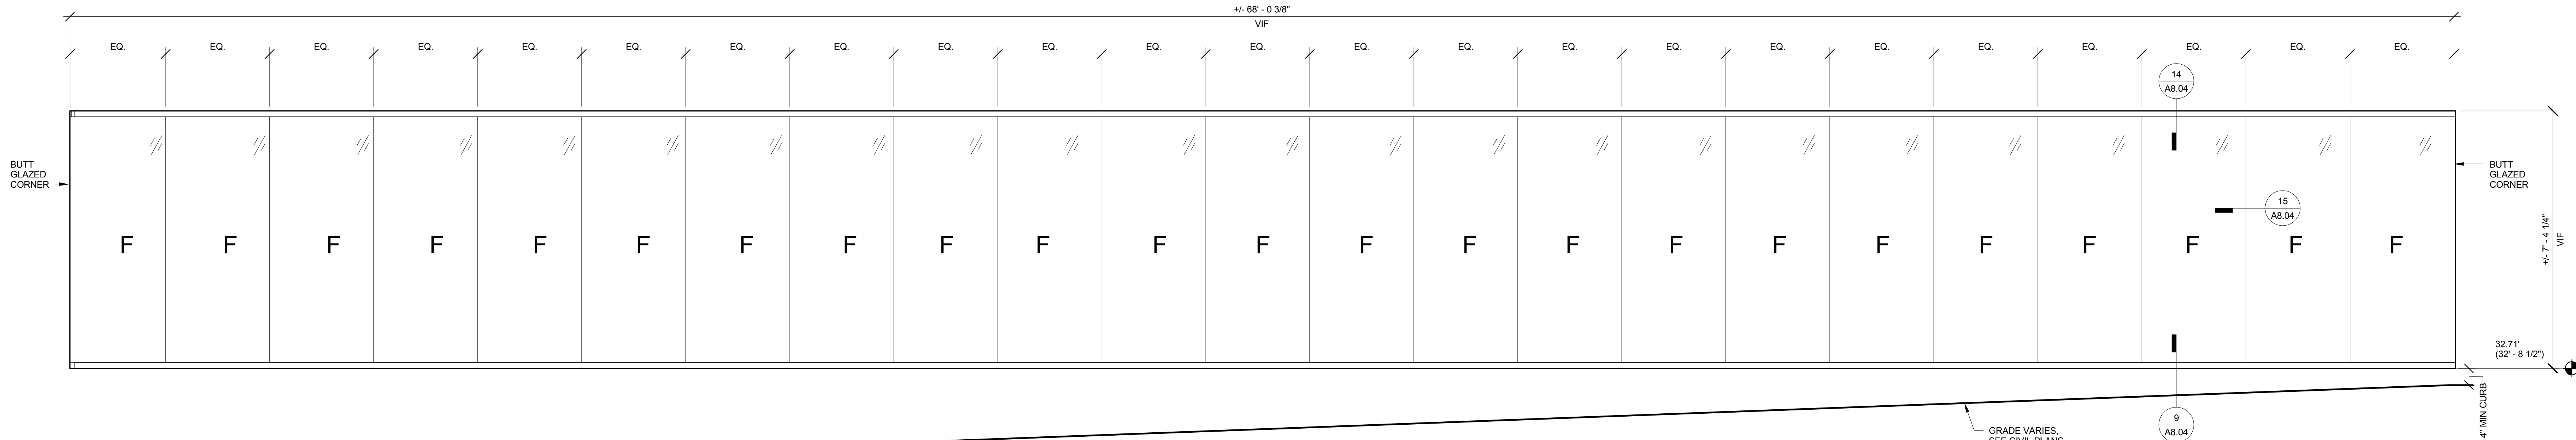 +/- 68' - 0 3/8"
VIF
EQ. EQ. EQ. EQ. EQ. EQ. EQ. EQ. EQ. EQ. EQ. EQ. EQ. EQ. EQ. EQ. EQ. EQ. EQ. EQ. EQ. EQ. EQ.
14
A8.04
BUTT
GLAZED
CORNER
BUTT
GLAZED
CORNER
15
A8.04
F F F F F F F F F F F F F F F F F F F F F F F
+/- 7' - 4 1/4"
VIF
32.71'
(32' - 8 1/2")
4" MIN CURB
9
A8.04
GRADE VARIES,
SEE CIVIL PLANS